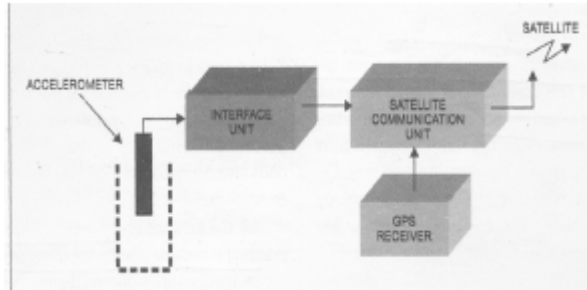 SATELLITE
ACCELEROMETER
INTERFACE
UNIT
SATELLITE
COMMUNICATION
UNIT
GPS
RECEIVER